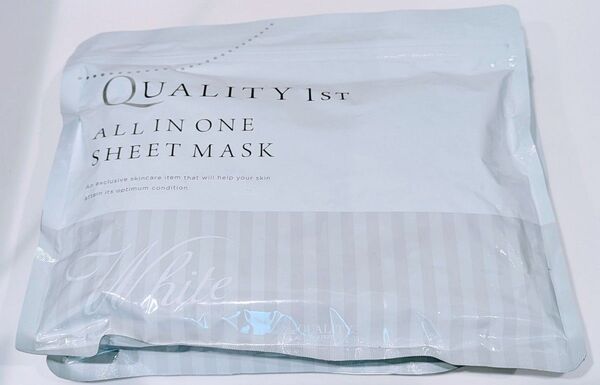 QUALITY 1ST
ALL IN ONE
SHEET MASK
An exclusive skincare item that will help your skin
attain its optimum condition.
White
QUALITY